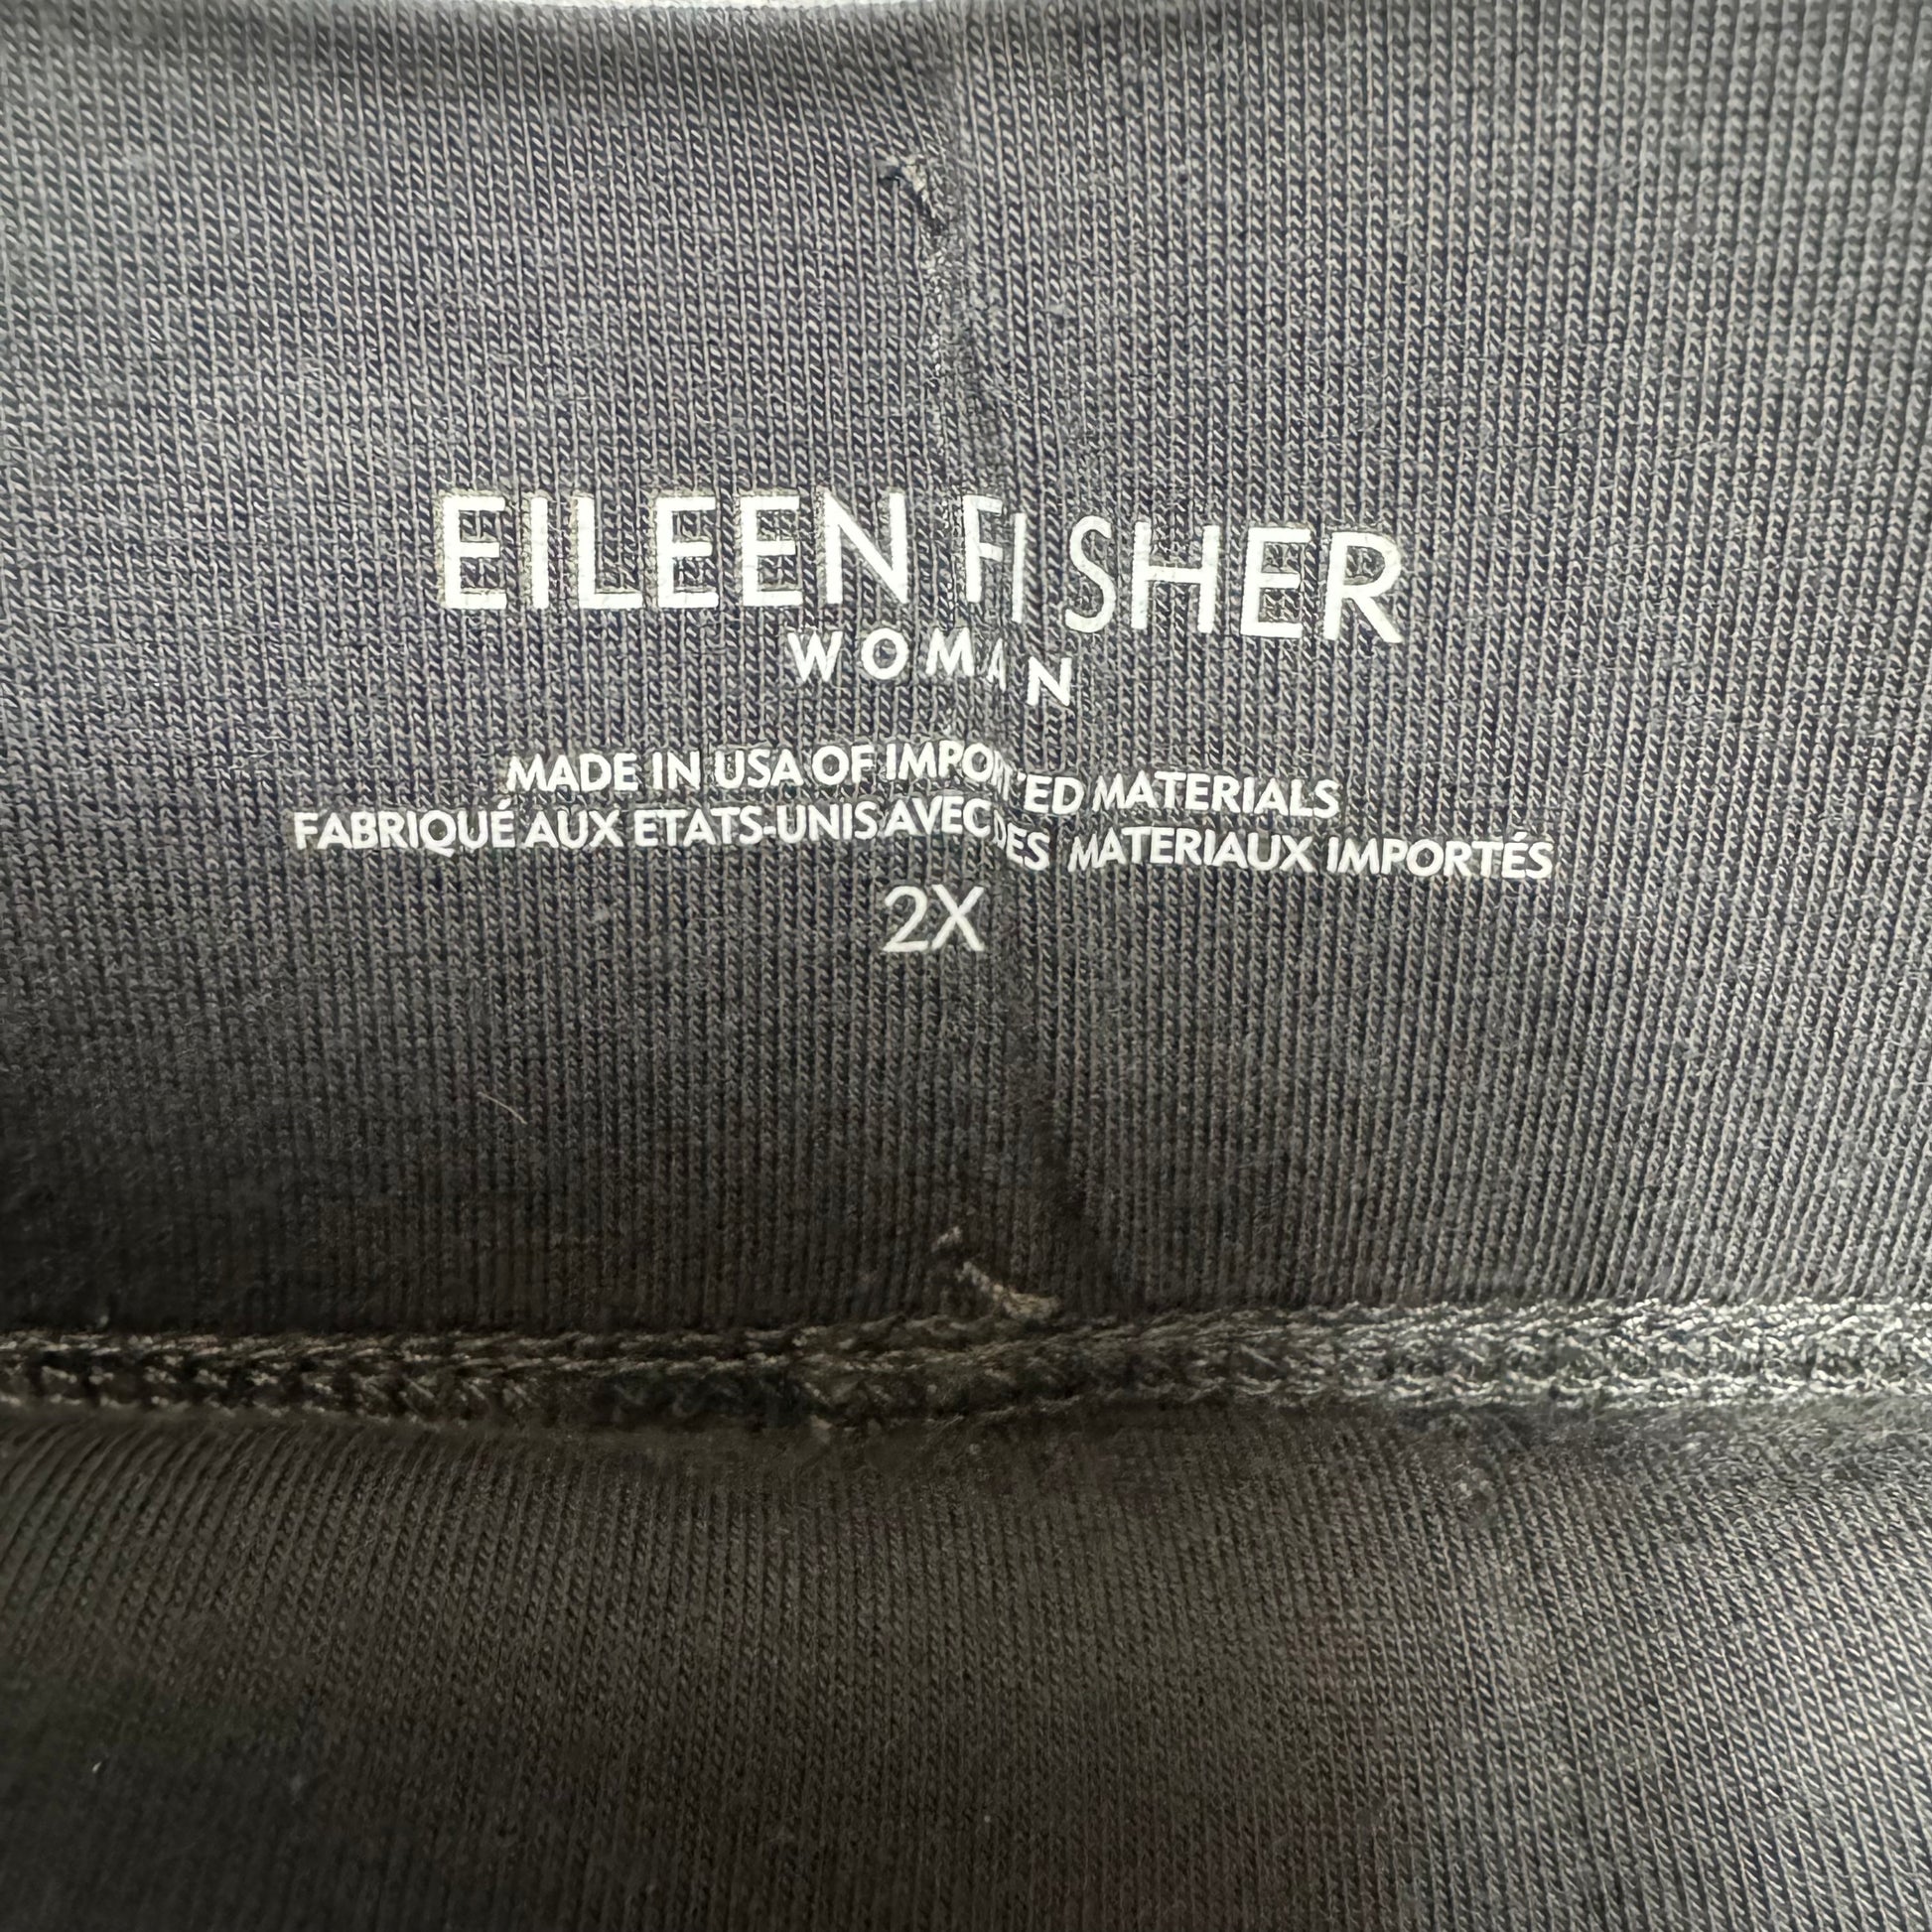 EILEEN FISHER
WOMAN
MADE IN USA OF IMPORTED MATERIALS
FABRIQUÉ AUX ETATS-UNIS AVEC DES MATERIAUX IMPORTÉS
2X